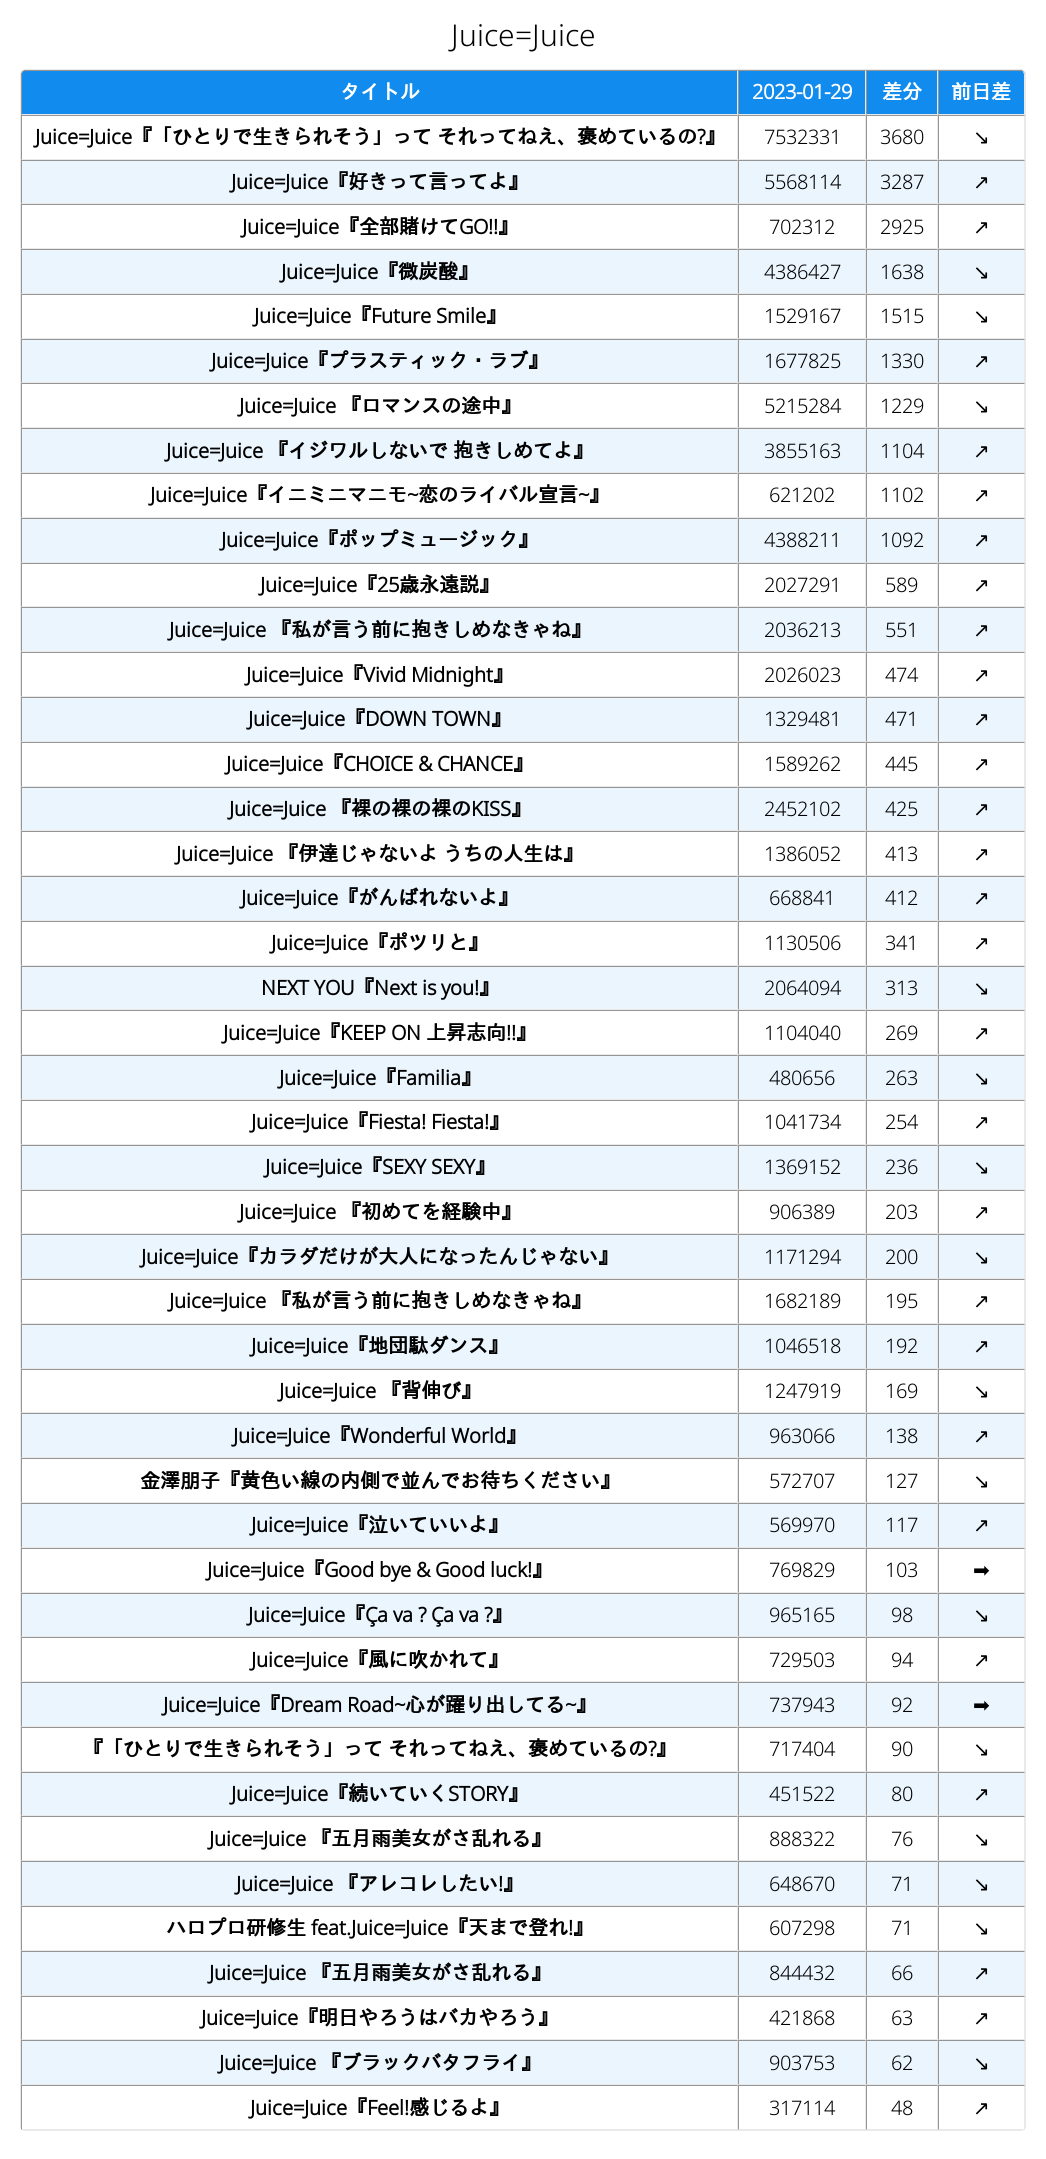 Juice=Juice
タイトル 2023-01-29 差分 前日差
Juice=Juice『「ひとりで生きられそう」って それってねえ、褒めているの?』 7532331 3680 ↘
Juice=Juice『好きって言ってよ』 5568114 3287 ↗
Juice=Juice『全部賭けてGO!!』 702312 2925 ↗
Juice=Juice『微炭酸』 4386427 1638 ↘
Juice=Juice『Future Smile』 1529167 1515 ↘
Juice=Juice『プラスティック・ラブ』 1677825 1330 ↗
Juice=Juice 『ロマンスの途中』 5215284 1229 ↘
Juice=Juice 『イジワルしないで 抱きしめてよ』 3855163 1104 ↗
Juice=Juice『イニミニマニモ~恋のライバル宣言~』 621202 1102 ↗
Juice=Juice『ポップミュージック』 4388211 1092 ↗
Juice=Juice『25歳永遠説』 2027291 589 ↗
Juice=Juice 『私が言う前に抱きしめなきゃね』 2036213 551 ↗
Juice=Juice『Vivid Midnight』 2026023 474 ↗
Juice=Juice『DOWN TOWN』 1329481 471 ↗
Juice=Juice『CHOICE & CHANCE』 1589262 445 ↗
Juice=Juice 『裸の裸の裸のKISS』 2452102 425 ↗
Juice=Juice 『伊達じゃないよ うちの人生は』 1386052 413 ↗
Juice=Juice『がんばれないよ』 668841 412 ↗
Juice=Juice『ポツリと』 1130506 341 ↗
NEXT YOU『Next is you!』 2064094 313 ↘
Juice=Juice『KEEP ON 上昇志向!!』 1104040 269 ↗
Juice=Juice『Familia』 480656 263 ↘
Juice=Juice『Fiesta! Fiesta!』 1041734 254 ↗
Juice=Juice『SEXY SEXY』 1369152 236 ↘
Juice=Juice 『初めてを経験中』 906389 203 ↗
Juice=Juice『カラダだけが大人になったんじゃない』 1171294 200 ↘
Juice=Juice 『私が言う前に抱きしめなきゃね』 1682189 195 ↗
Juice=Juice『地団駄ダンス』 1046518 192 ↗
Juice=Juice 『背伸び』 1247919 169 ↘
Juice=Juice『Wonderful World』 963066 138 ↗
金澤朋子『黄色い線の内側で並んでお待ちください』 572707 127 ↘
Juice=Juice『泣いていいよ』 569970 117 ↗
Juice=Juice『Good bye & Good luck!』 769829 103 ➡
Juice=Juice『Ça va ? Ça va ?』 965165 98 ↘
Juice=Juice『風に吹かれて』 729503 94 ↗
Juice=Juice『Dream Road~心が躍り出してる~』 737943 92 ➡
『「ひとりで生きられそう」って それってねえ、褒めているの?』 717404 90 ↘
Juice=Juice『続いていくSTORY』 451522 80 ↗
Juice=Juice 『五月雨美女がさ乱れる』 888322 76 ↘
Juice=Juice 『アレコレしたい!』 648670 71 ↘
ハロプロ研修生 feat.Juice=Juice『天まで登れ!』 607298 71 ↘
Juice=Juice 『五月雨美女がさ乱れる』 844432 66 ↗
Juice=Juice『明日やろうはバカやろう』 421868 63 ↗
Juice=Juice 『ブラックバタフライ』 903753 62 ↘
Juice=Juice『Feel!感じるよ』 317114 48 ↗